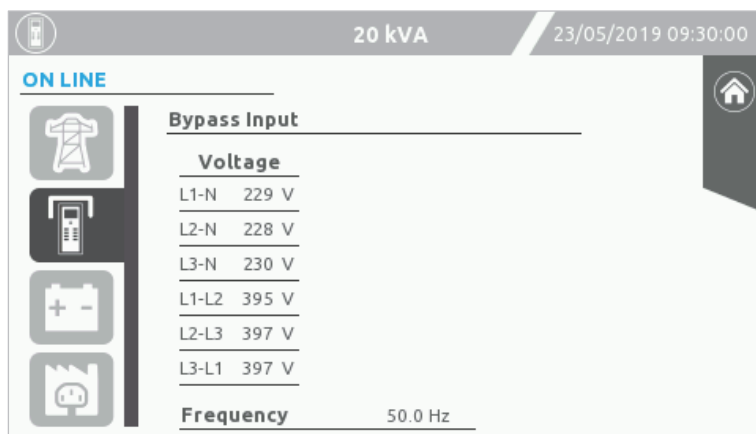 20 kVA 23/05/2019 09:30:00
ON LINE
Bypass Input
Voltage
L1-N 229 V
L2-N 228 V
L3-N 230 V
L1-L2 395 V
L2-L3 397 V
L3-L1 397 V
Frequency 50.0 Hz